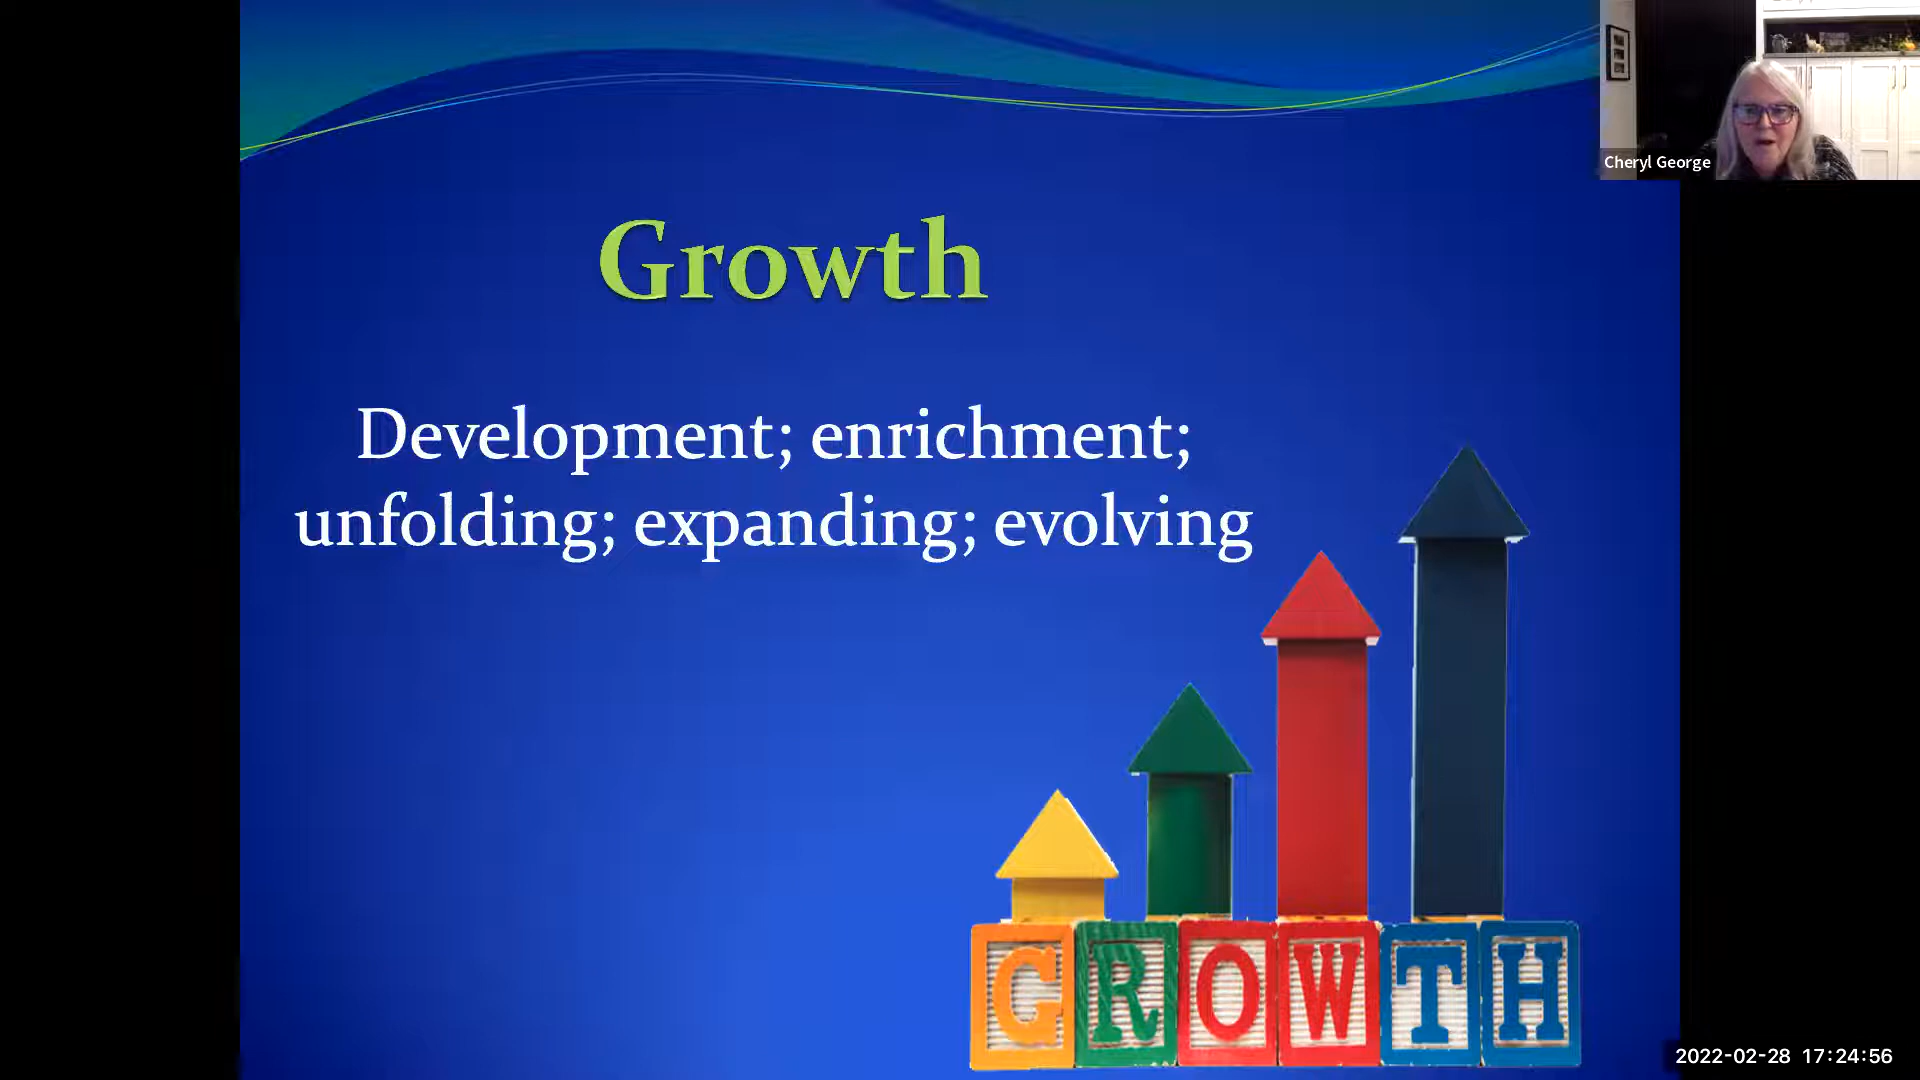 Growth
Development; enrichment;
unfolding; expanding; evolving
GROWTH
Cheryl George
2022-02-28 17:24:56